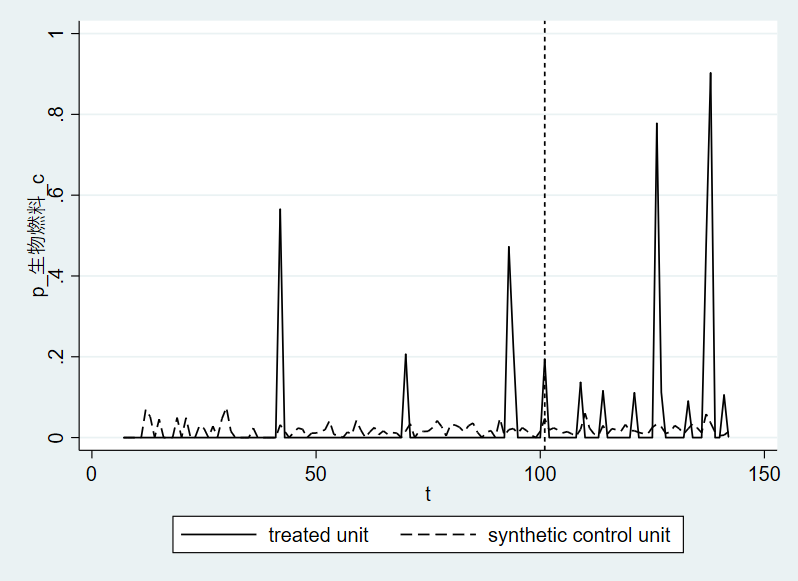 p_生物燃料_c
1
.8
.6
.4
.2
0
0 50 100 150
t
treated unit synthetic control unit